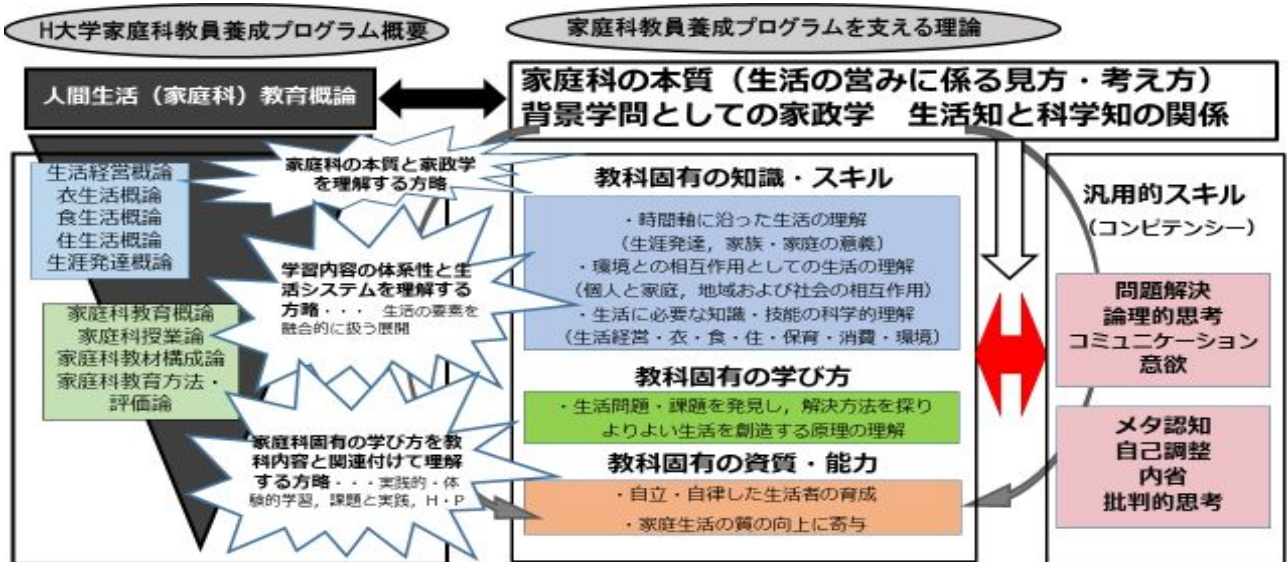 H大学家庭科教員養成プログラム概要
家庭科教員養成プログラムを支える理論
人間生活（家庭科）教育概論
家庭科の本質（生活の営みに係る見方・考え方）
背景学問としての家政学　生活知と科学知の関係
生活経営概論
衣生活概論
食生活概論
住生活概論
生涯発達概論
家庭科教育概論
家庭科授業論
家庭科教材構成論
家庭科教育方法・
評価論
家庭科の本質と家政学
を理解する方略
学習内容の体系性と生
活システムを理解する
方略・・・　生活の要素を
融合的に扱う展開
家庭科固有の学び方を教
科内容と関連付けて理解
する方略・・・実践的・体
験的学習，課題と実践，H・P
教科固有の知識・スキル
・時間軸に沿った生活の理解
（生涯発達，家族・家庭の意義）
・環境との相互作用としての生活の理解
（個人と家庭，地域および社会の相互作用）
・生活に必要な知識・技能の科学的理解
（生活経営・衣・食・住・保育・消費・環境）
教科固有の学び方
・生活問題・課題を発見し，解決方法を探り
よりよい生活を創造する原理の理解
教科固有の資質・能力
・自立・自律した生活者の育成
・家庭生活の質の向上に寄与
汎用的スキル
（コンピテンシー）
問題解決
論理的思考
コミュニケーション
意欲
メタ認知
自己調整
内省
批判的思考